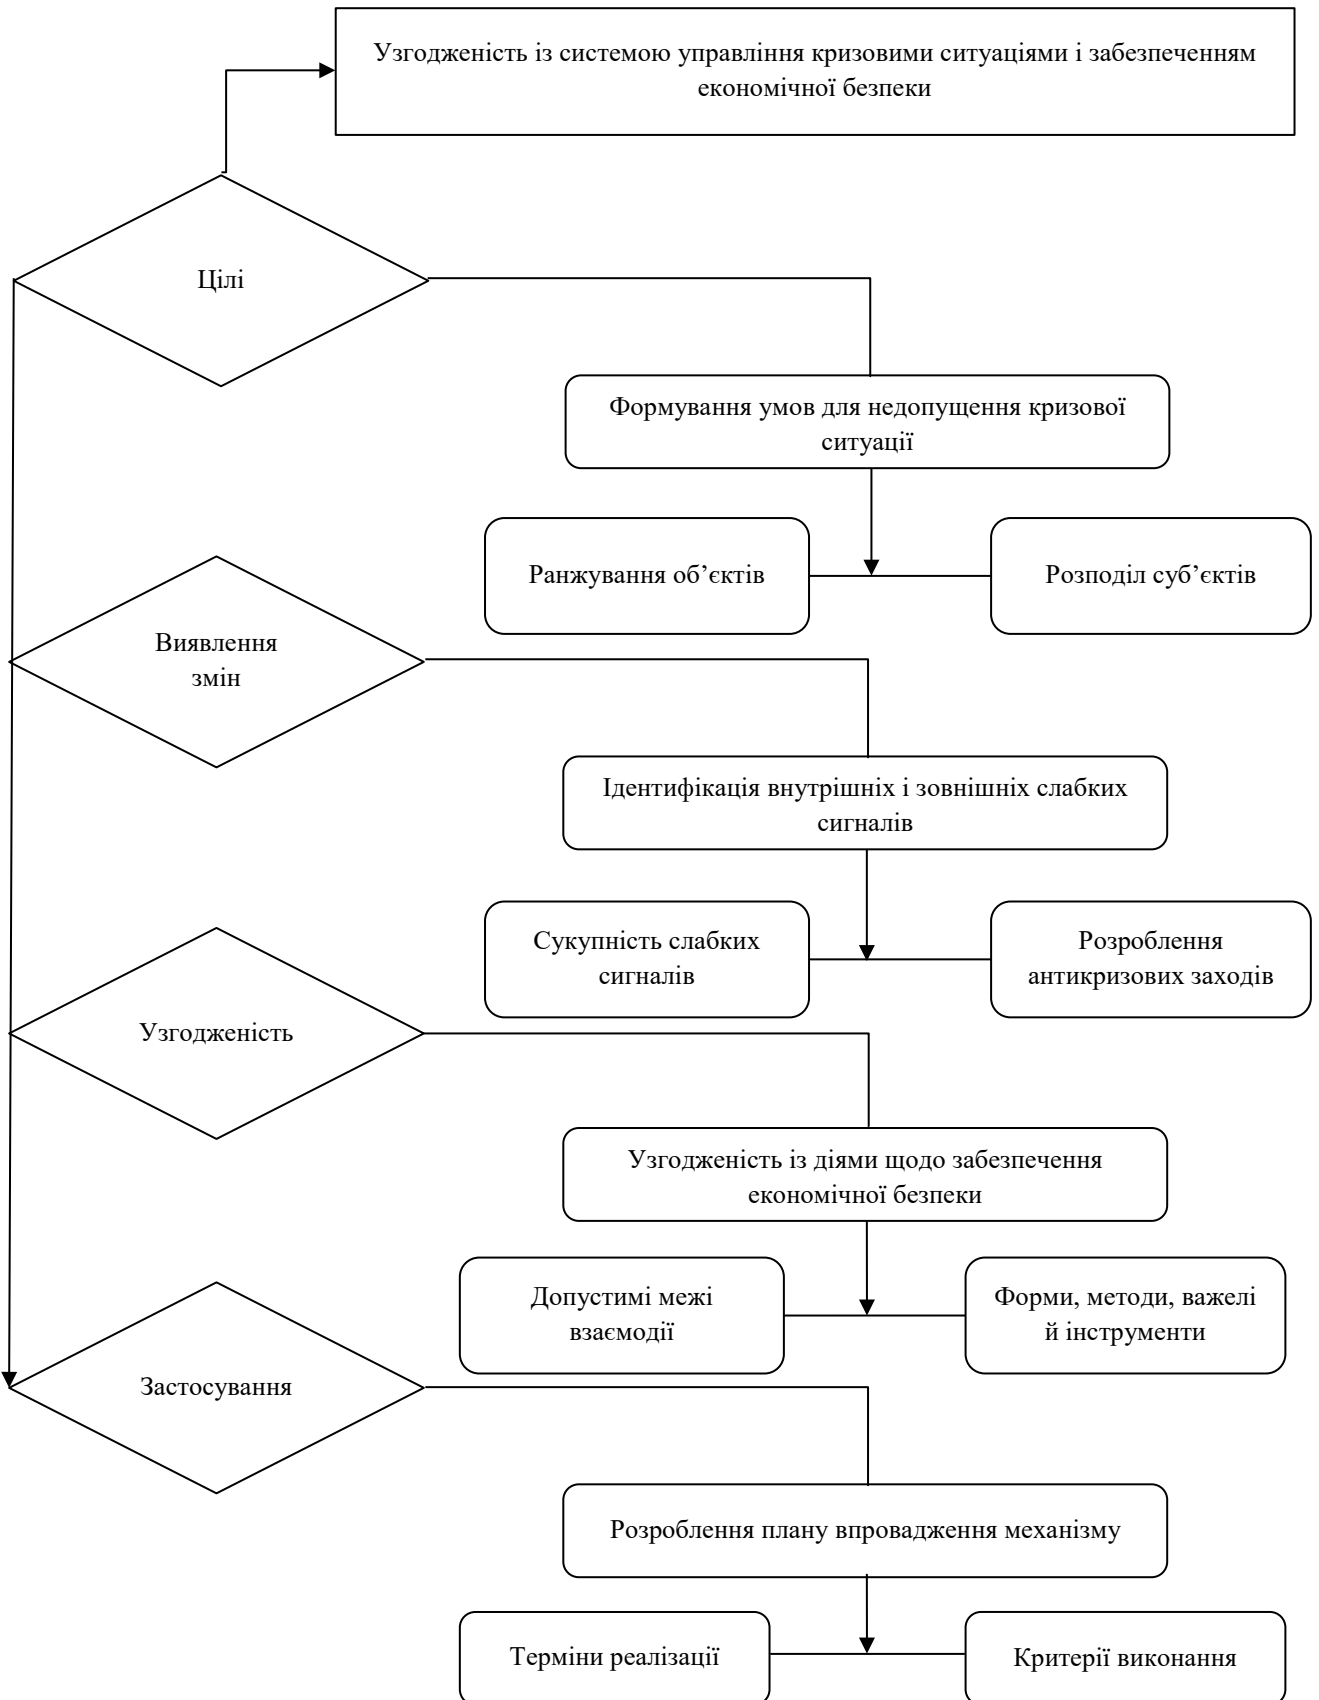 Узгодженість із системою управління кризовими ситуаціями і забезпеченням
економічної безпеки
Цілі
Формування умов для недопущення кризової
ситуації
Ранжування об’єктів
Розподіл суб’єктів
Виявлення
змін
Ідентифікація внутрішніх і зовнішніх слабких
сигналів
Сукупність слабких
сигналів
Розроблення
антикризових заходів
Узгодженість
Узгодженість із діями щодо забезпечення
економічної безпеки
Допустимі межі
взаємодії
Форми, методи, важелі
й інструменти
Застосування
Розроблення плану впровадження механізму
Терміни реалізації
Критерії виконання